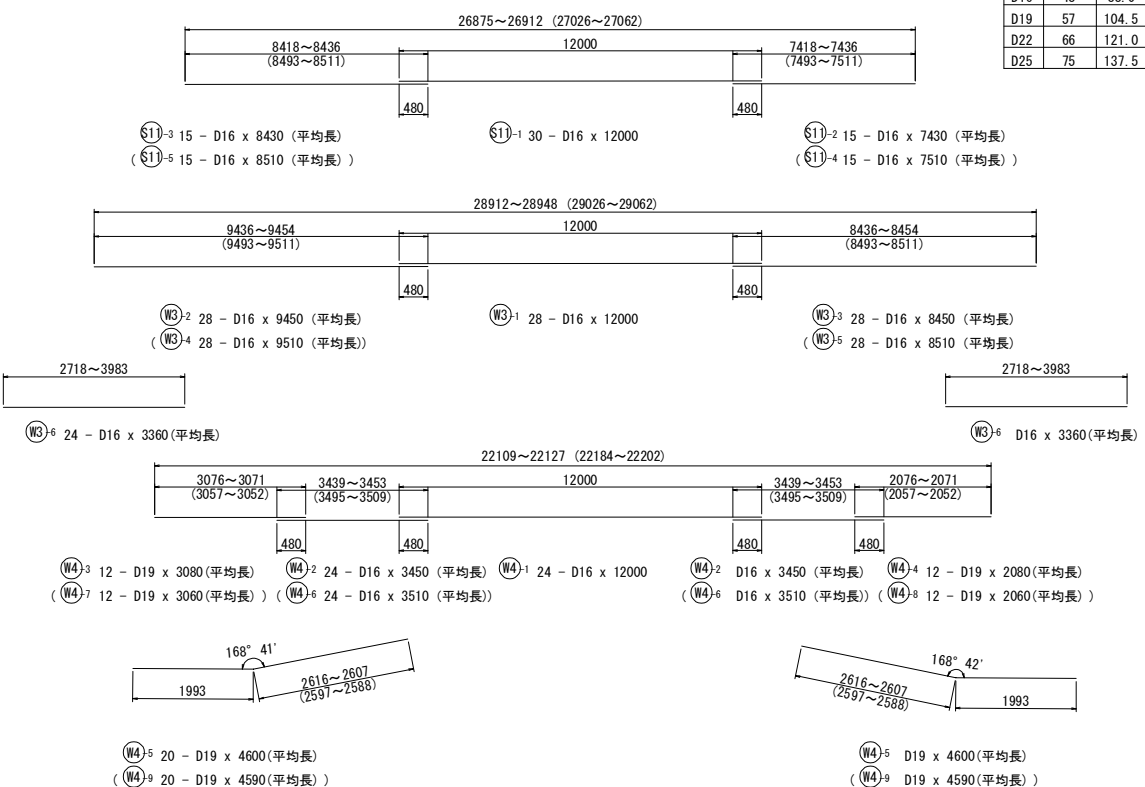 D19 57 104.5
D22 66 121.0
D25 75 137.5
26875～26912 (27026～27062)
8418～8436 12000 7418～7436
(8493～8511) (7493～7511)
480 480
S11-3 15 - D16 x 8430 (平均長) S11-1 30 - D16 x 12000 S11-2 15 - D16 x 7430 (平均長)
( S11-5 15 - D16 x 8510 (平均長) ) ( S11-4 15 - D16 x 7510 (平均長) )
28912～28948 (29026～29062)
9436～9454 12000 8436～8454
(9493～9511) (8493～8511)
480 480
W3-2 28 - D16 x 9450 (平均長) W3-1 28 - D16 x 12000 W3-3 28 - D16 x 8450 (平均長)
( W3-4 28 - D16 x 9510 (平均長)) ( W3-5 28 - D16 x 8510 (平均長)
2718～3983 2718～3983
W3-6 24 - D16 x 3360(平均長) W3-6 D16 x 3360(平均長)
22109～22127 (22184～22202)
3076～3071 3439～3453 12000 3439～3453 2076～2071
(3057～3052) (3495～3509) (3495～3509) (2057～2052)
480 480 480 480
W4-3 12 - D19 x 3080(平均長) W4-2 24 - D16 x 3450 (平均長) W4-1 24 - D16 x 12000 W4-2 D16 x 3450 (平均長) W4-4 12 - D19 x 2080(平均長)
( W4-7 12 - D19 x 3060(平均長) ) ( W4-6 24 - D16 x 3510 (平均長)) ( W4-6 D16 x 3510 (平均長)) ( W4-8 12 - D19 x 2060(平均長) )
168° 41' 168° 42'
1993 2616～2607 2616～2607 1993
(2597～2588) (2597～2588)
W4-5 20 - D19 x 4600(平均長) W4-5 D19 x 4600(平均長)
( W4-9 20 - D19 x 4590(平均長) ) ( W4-9 D19 x 4590(平均長) )